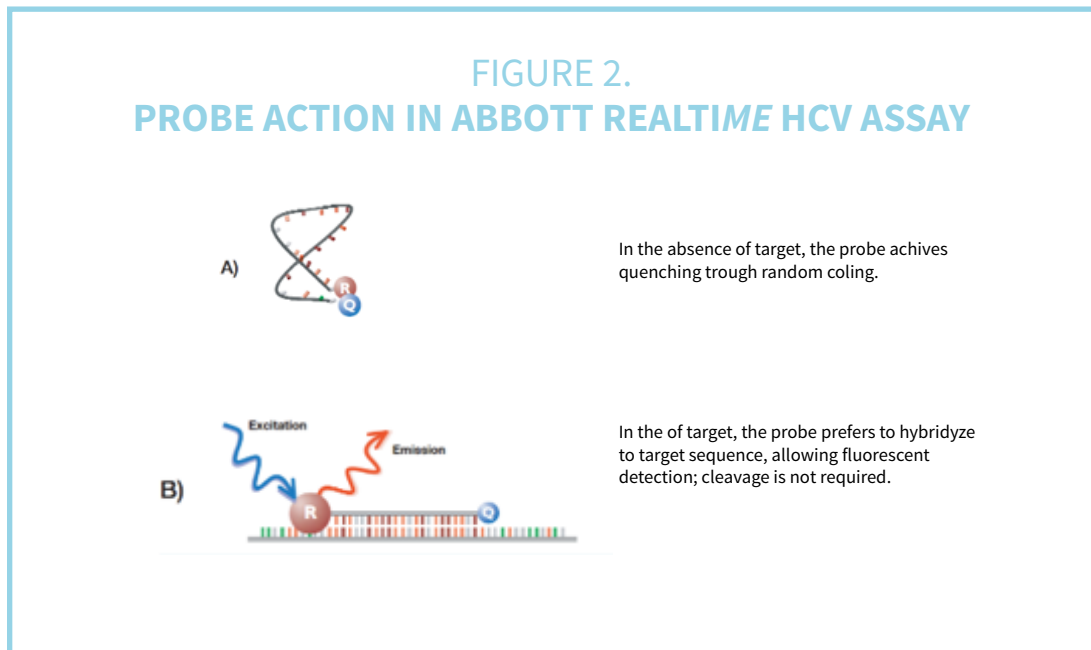 FIGURE 2.
PROBE ACTION IN ABBOTT REALTIME HCV ASSAY
A)
R
Q
In the absence of target, the probe achives
quenching trough random coling.
Excitation
Emission
B)
R
Q
In the of target, the probe prefers to hybridyze
to target sequence, allowing fluorescent
detection; cleavage is not required.